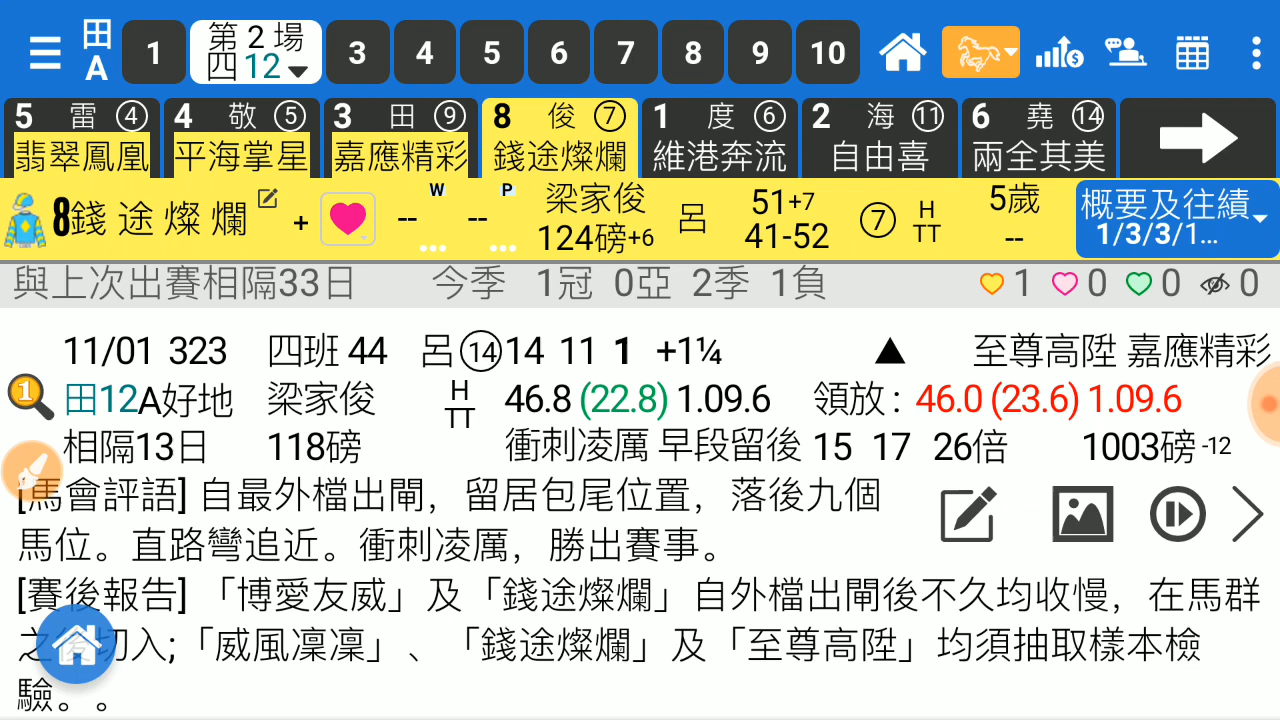 田 A 1 第 2 場 四 12 3 4 5 6 7 8 9 10
5 雷 ④ 4 敬 ⑤ 3 田 ⑨ 8 俊 ⑦ 1 度 ⑥ 2 海 ⑪ 6 堯 ⑭
翡翠鳳凰 平海掌星 嘉應精彩 錢途燦爛 維港奔流 自由喜 兩全其美
8 錢途燦爛 + -- W -- P 梁家俊 呂 51+7 ⑦ H 5歲 概要及往績
... ... 124磅+6 41-52 TT -- 1/3/3/1...
與上次出賽相隔33日 今季 1冠 0亞 2季 1負 1 0 0 0
11/01 323 四班 44 呂⑭14 11 1 +1¼ ▲ 至尊高陞 嘉應精彩
1 田12A好地 梁家俊 H TT 46.8 (22.8) 1.09.6 領放 : 46.0 (23.6) 1.09.6
相隔13日 118磅 衝刺凌厲 早段留後 15 17 26倍 1003磅 -12
[馬會評語] 自最外檔出閘，留居包尾位置，落後九個
馬位。直路彎追近。衝刺凌厲，勝出賽事。
[賽後報告] 「博愛友威」及「錢途燦爛」自外檔出閘後不久均收慢，在馬群
之後切入;「威風凜凜」、「錢途燦爛」及「至尊高陞」均須抽取樣本檢
驗。。